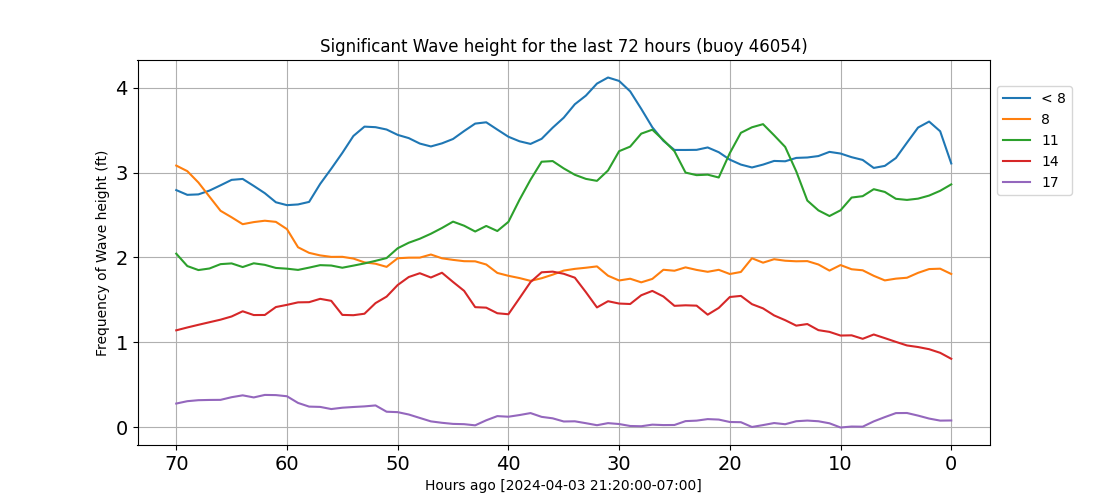 Significant Wave height for the last 72 hours (buoy 46054)
Frequency of Wave height (ft)
4
3
2
1
0
70 60 50 40 30 20 10 0
Hours ago [2024-04-03 21:20:00-07:00]
< 8
8
11
14
17